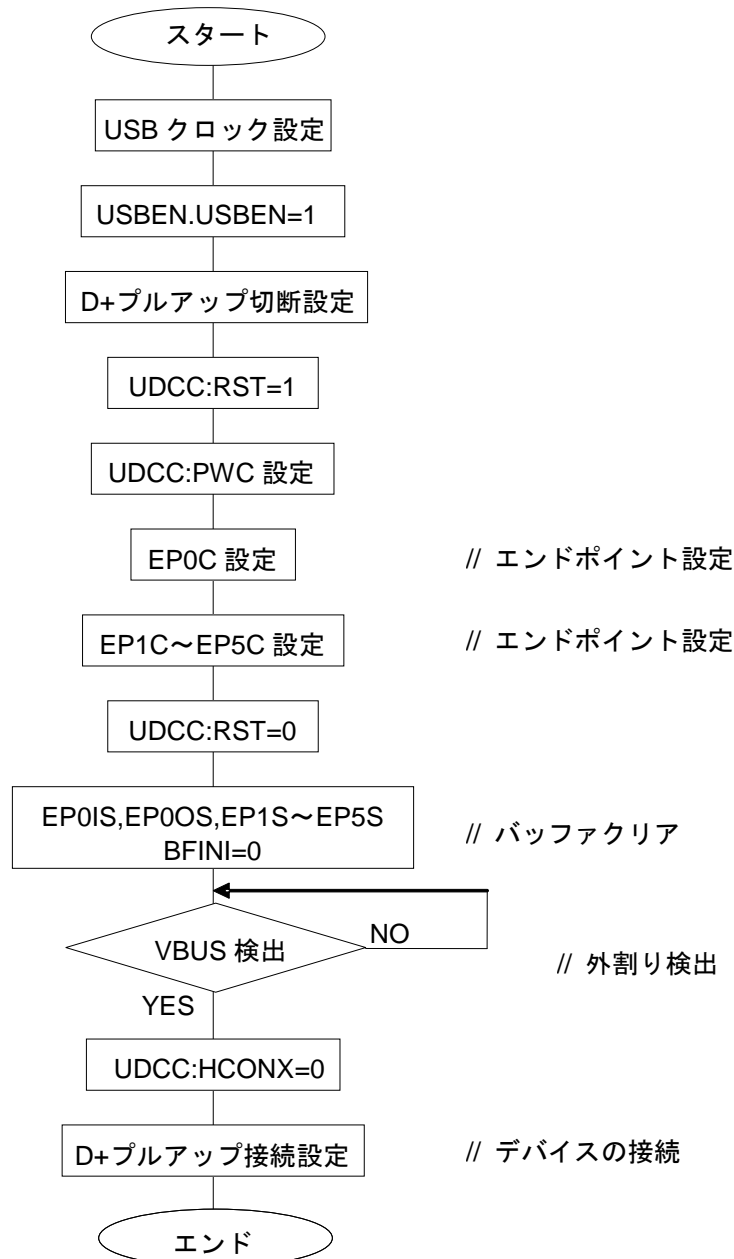 スタート
USB クロック設定
USBEN.USBEN=1
D+プルアップ切断設定
UDCC:RST=1
UDCC:PWC 設定
EP0C 設定
// エンドポイント設定
EP1C～EP5C 設定
// エンドポイント設定
UDCC:RST=0
EP0IS,EP0OS,EP1S～EP5S
BFINI=0
// バッファクリア
VBUS 検出
NO
// 外割り検出
YES
UDCC:HCONX=0
D+プルアップ接続設定
// デバイスの接続
エンド